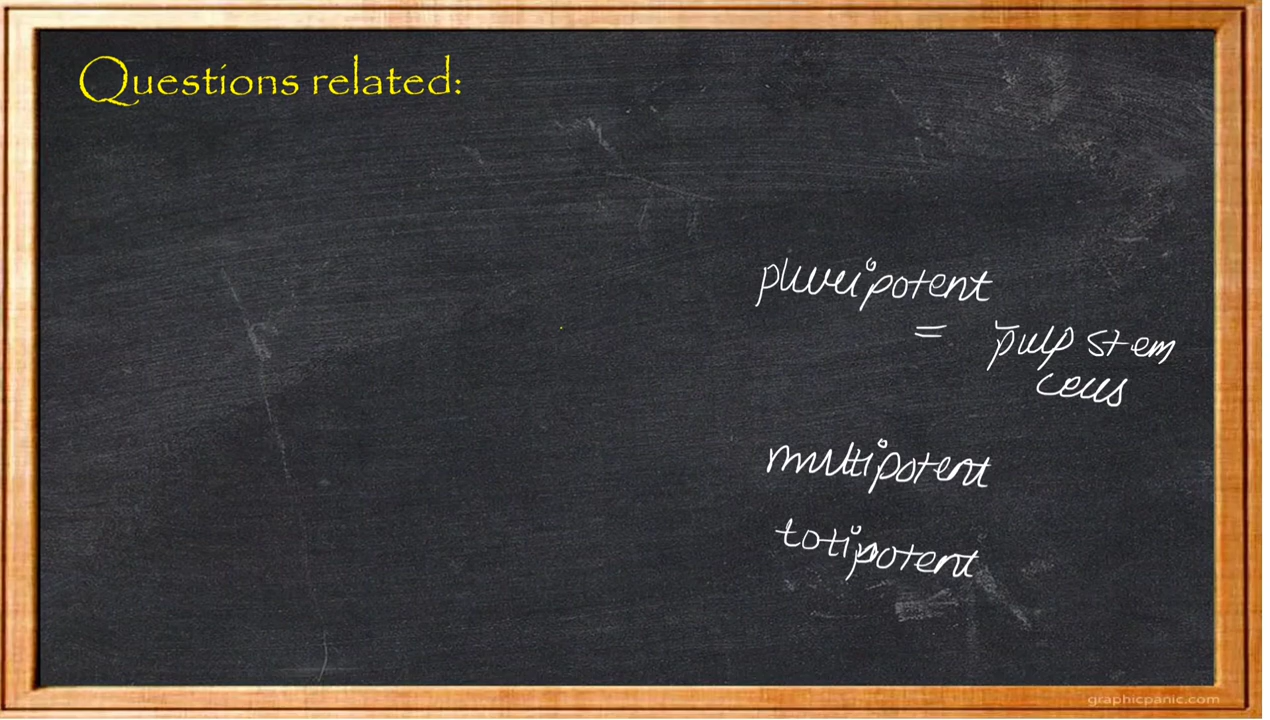 Questions related:
pluripotent
= pulp stem
cells
multipotent
totipotent
graphicpanic.com